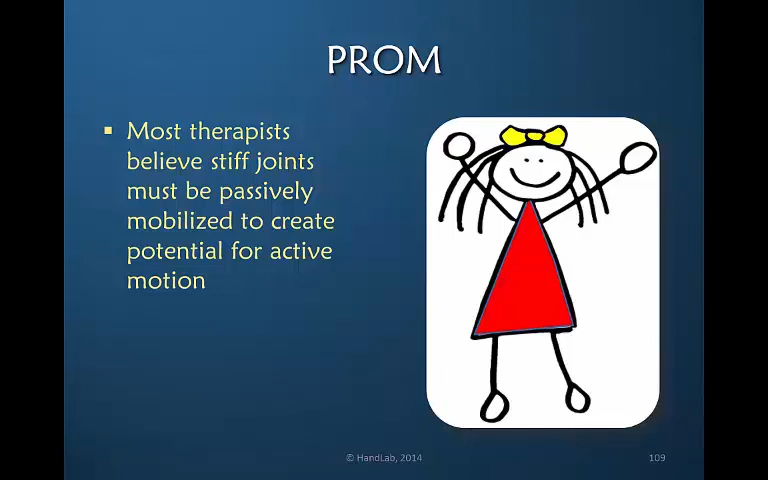 PROM
▪ Most therapists
believe stiff joints
must be passively
mobilized to create
potential for active
motion
© HandLab, 2014
109